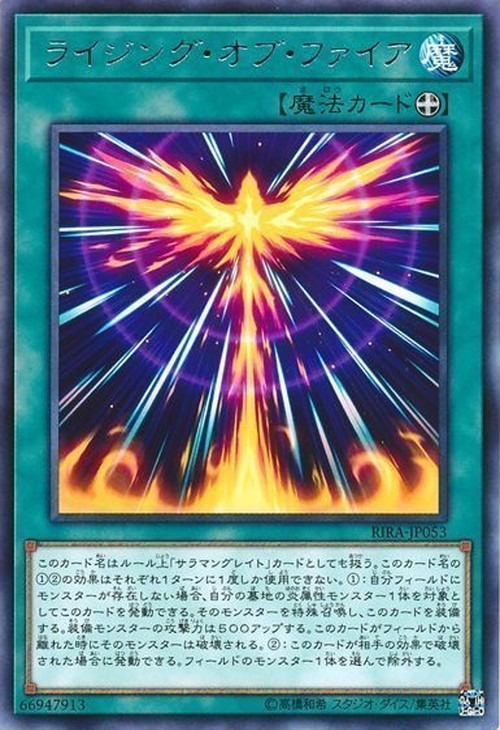 ライジング・オブ・ファイア 魔
【魔法カード】
RIRA-JP053
このカード名はルール上「サラマングレイト」カードとしても扱う。このカード名の
①②の効果はそれぞれ1ターンに1度しか使用できない。①：自分フィールドに
モンスターが存在しない場合、自分の墓地の炎属性モンスター1体を対象と
してこのカードを発動できる。そのモンスターを特殊召喚し、このカードを装備
する。装備モンスターの攻撃力は500アップする。このカードがフィールドから
離れた時にそのモンスターは破壊される。②：このカードが相手の効果で破壊
された場合に発動できる。フィールドのモンスター1体を選んで除外する。
66947913
©高橋和希 スタジオ・ダイス/集英社